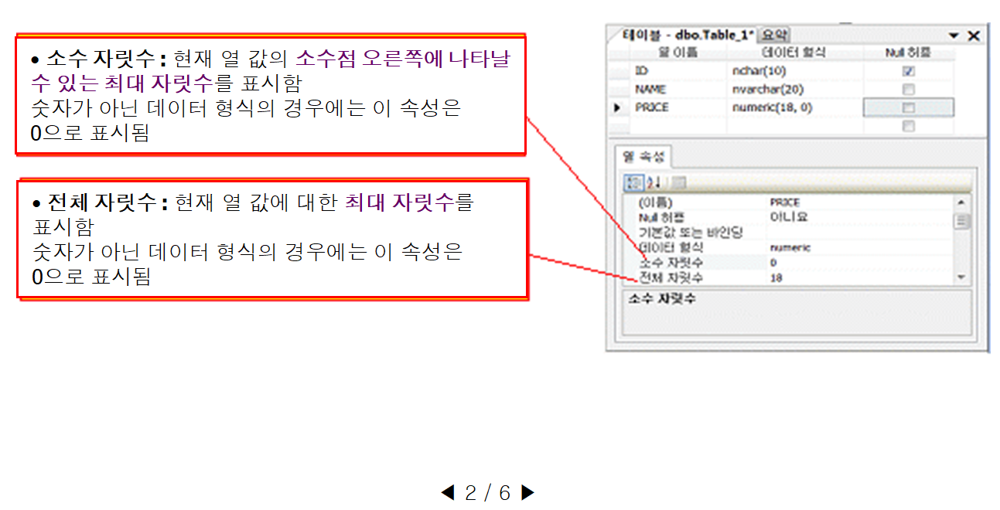 • 소수 자릿수 : 현재 열 값의 소수점 오른쪽에 나타날
수 있는 최대 자릿수를 표시함
숫자가 아닌 데이터 형식의 경우에는 이 속성은
0으로 표시됨
• 전체 자릿수 : 현재 열 값에 대한 최대 자릿수를
표시함
숫자가 아닌 데이터 형식의 경우에는 이 속성은
0으로 표시됨
테이블 - dbo.Table_1* 요약
열 이름 데이터 형식 Null 허용
ID nchar(10)
NAME nvarchar(20)
PRICE numeric(18, 0)
열 속성
(이름) PRICE
Null 허용 아니요
기본값 또는 바인딩
데이터 형식 numeric
소수 자릿수 0
전체 자릿수 18
소수 자릿수
◀ 2 / 6 ▶